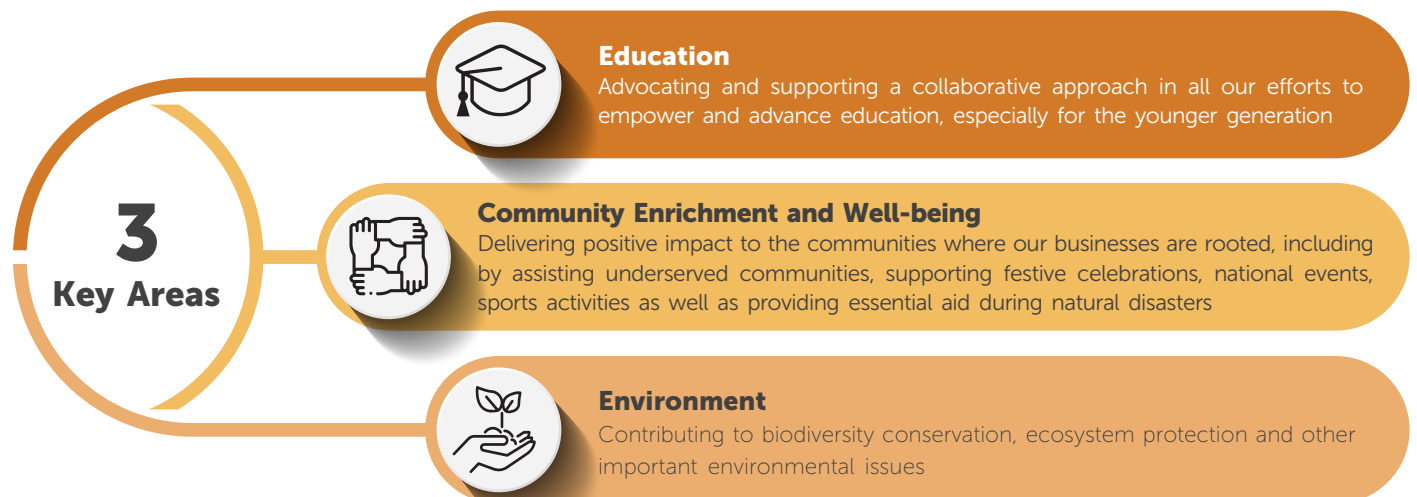 3
Key Areas
Education
Advocating and supporting a collaborative approach in all our efforts to
empower and advance education, especially for the younger generation
Community Enrichment and Well-being
Delivering positive impact to the communities where our businesses are rooted, including
by assisting underserved communities, supporting festive celebrations, national events,
sports activities as well as providing essential aid during natural disasters
Environment
Contributing to biodiversity conservation, ecosystem protection and other
important environmental issues